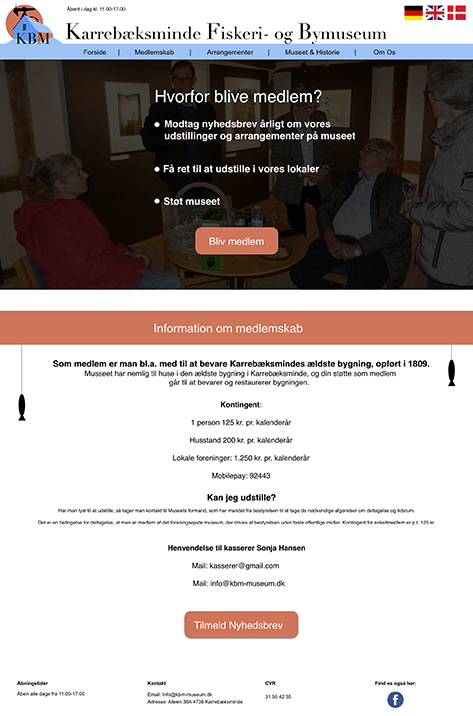 Åbent i dag kl. 11.00-17.00
KBM
Karrebæksminde Fiskeri- og Bymuseum
Forside | Medlemskab | Arrangementer | Museet & Historie | Om Os
Hvorfor blive medlem?
Modtag nyhedsbrev årligt om vores
udstillinger og arrangementer på museet
Få ret til at udstille i vores lokaler
Støt museet
Bliv medlem
Information om medlemskab
Som medlem er man bl.a. med til at bevare Karrebæksmindes ældste bygning, opført i 1809.
Musseet har nemlig til huse i den ældste bygning i Karrebæksminde, og din støtte som medlem
går til at bevarer og restaurerer bygningen.
Kontingent:
1 person 125 kr. pr. kalenderår
Husstand 200 kr. pr. kalenderår
Lokale foreninger: 1.250 kr. pr. kalenderår
Mobilepay: 92443
Kan jeg udstille?
Har man lyst til at udstille, så tager man kontakt til Museets formand, som har mandat fra bestyrelsen til at tage de nødvendige afgørelser om deltagelse og tidsrum.
Det er en betingelse for deltagelse, at man er medlem af det foreningsejede museum, der drives af bestyrelsen uden faste offentlige midler. Kontingent for enkeltmedlem er p.t. 125 kr.
Henvendelse til kasserer Sonja Hansen
Mail: kasserer@gmail.com
Mail: info@kbm-museum.dk
Tilmeld Nyhedsbrev
Åbningstider Kontakt CVR Find es også her:
Åben alle dage fra 11:00-17.00
Email: Info@kbm-museum.dk
Adresse: Alleen 38A 4736 Karrebæksminde
31 56 42 55